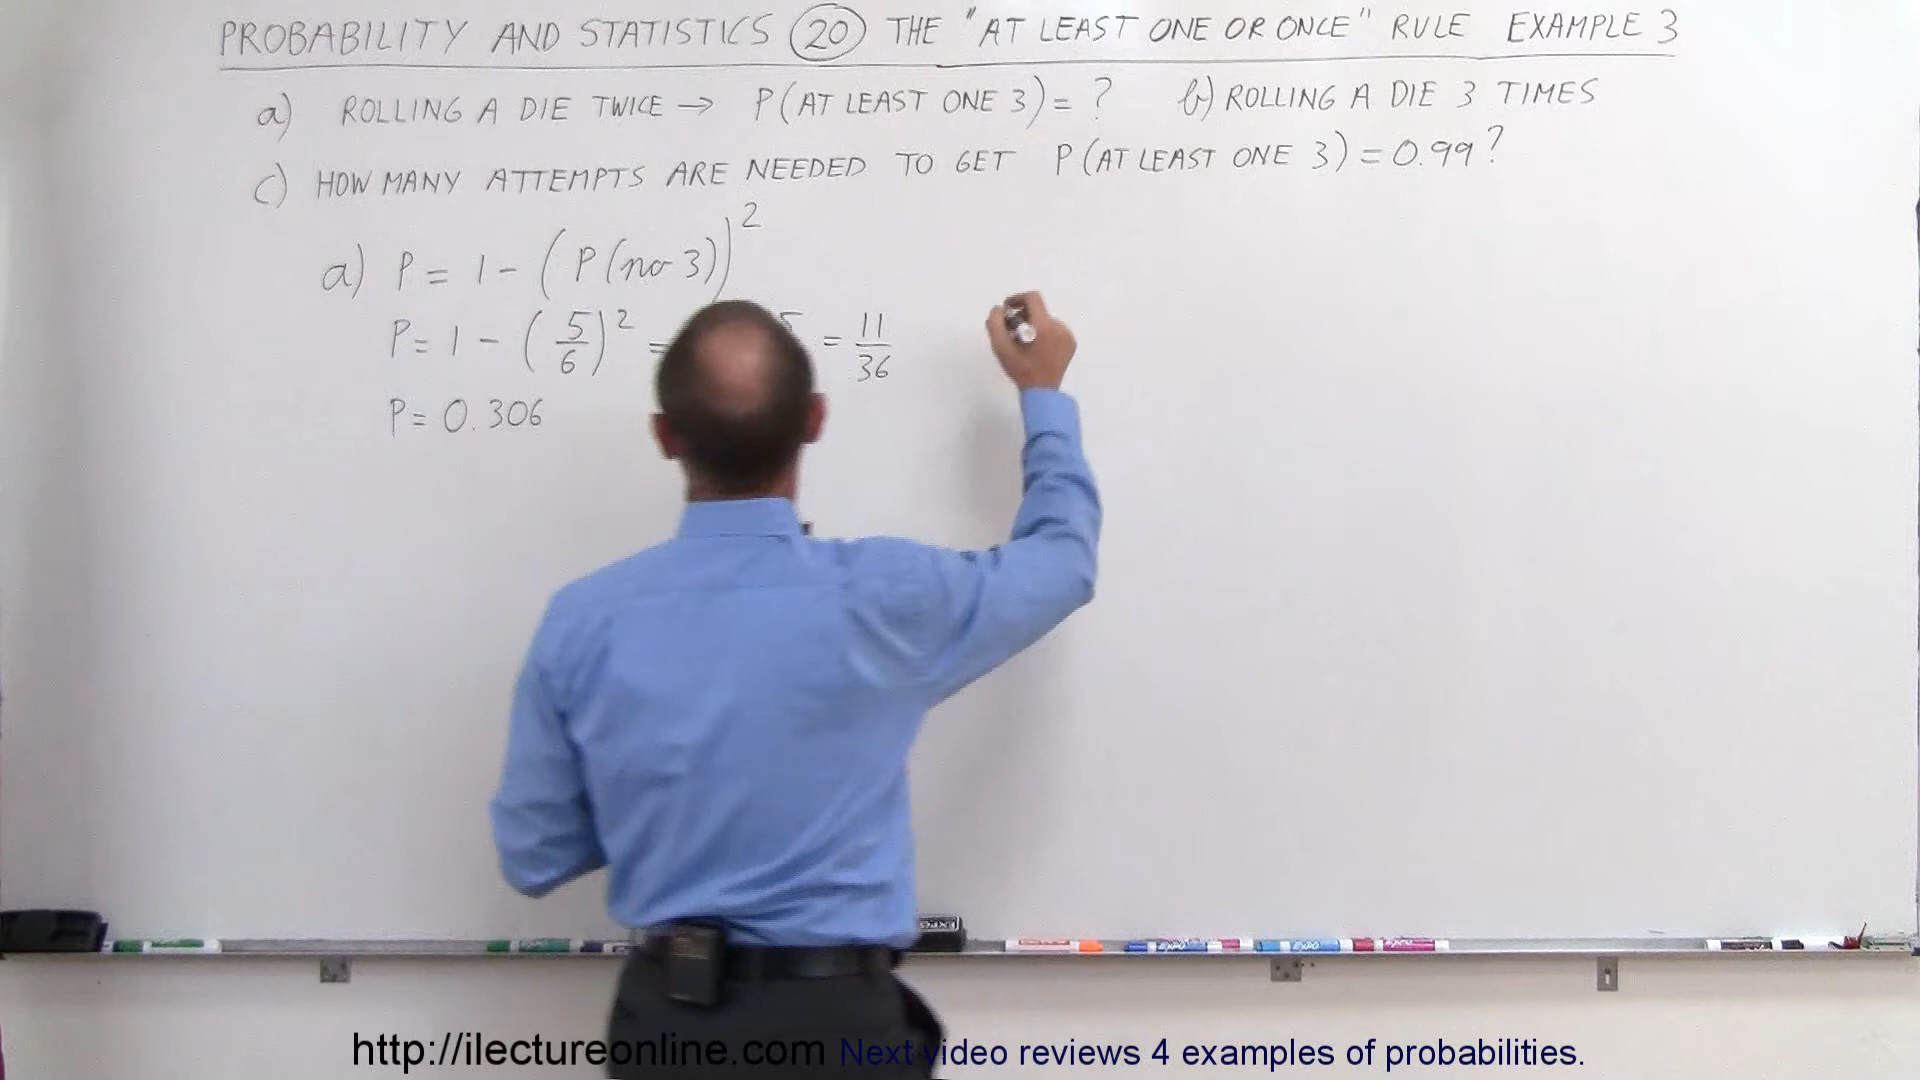 PROBABILITY AND STATISTICS 20 THE "AT LEAST ONE OR ONCE" RULE EXAMPLE 3
a) ROLLING A DIE TWICE → P(AT LEAST ONE 3) = ? b) ROLLING A DIE 3 TIMES
c) HOW MANY ATTEMPTS ARE NEEDED TO GET P(AT LEAST ONE 3) = 0.99?
a) P = 1 - (P(no 3))²
P = 1 - (5/6)² = 5 = 11/36
P = 0.306
EXPO
http://ilectureonline.com Next video reviews 4 examples of probabilities.